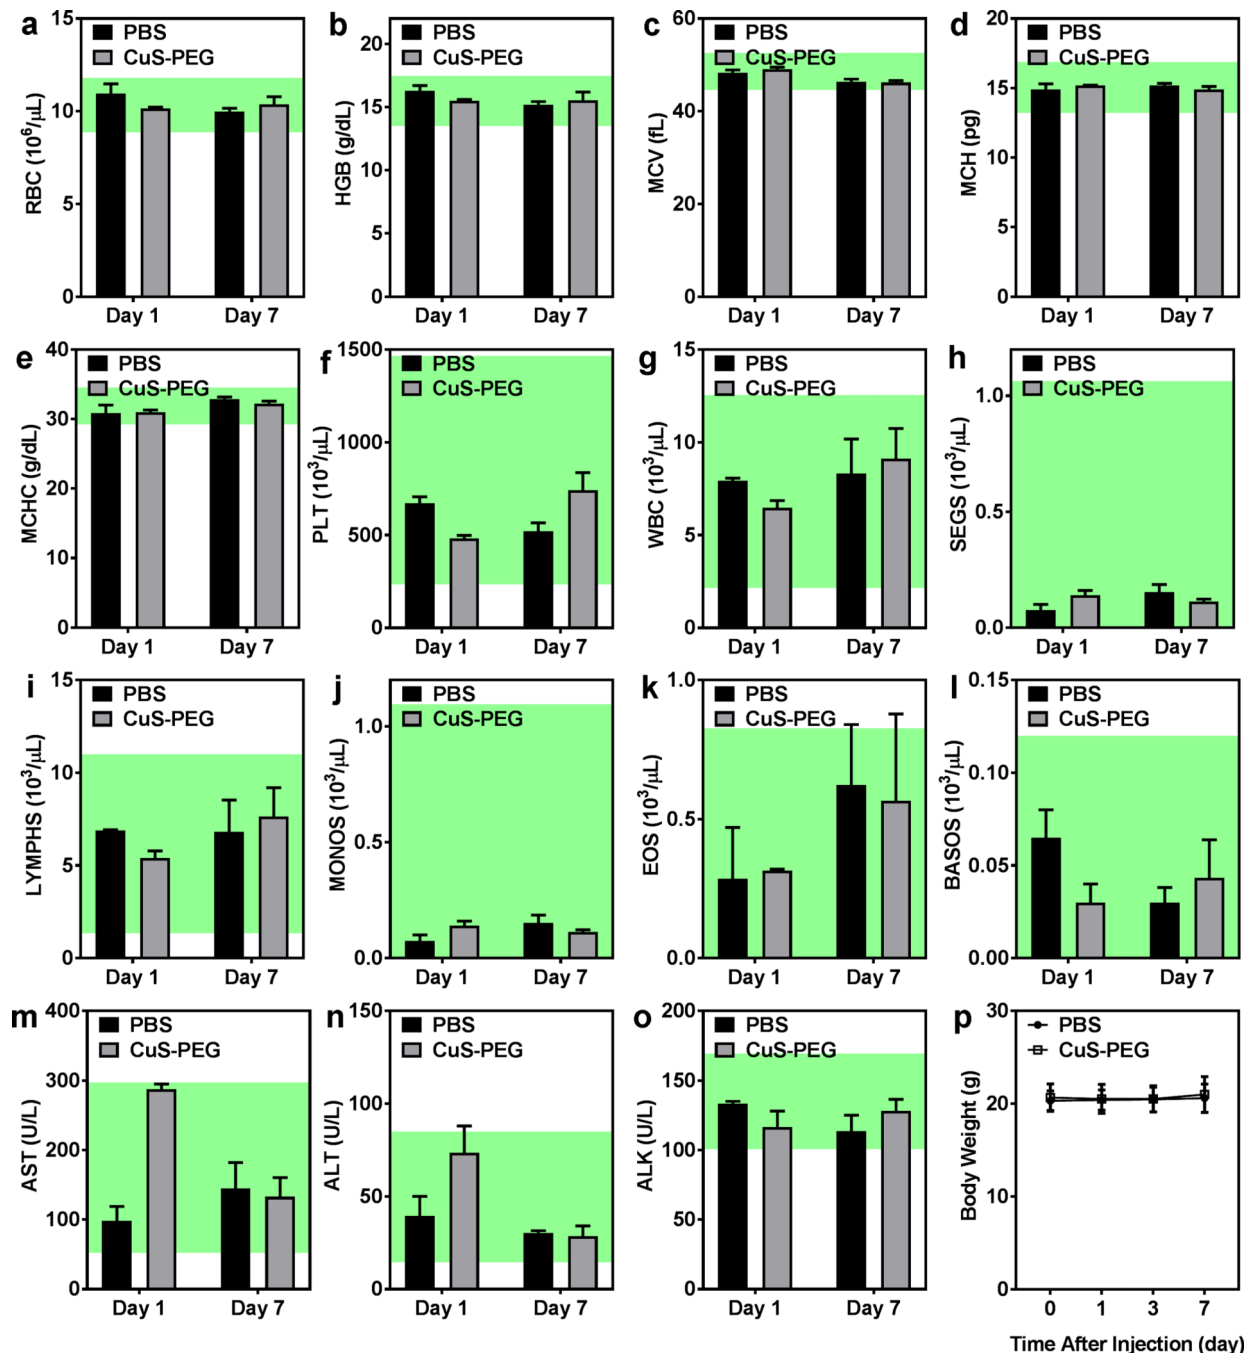 a
15
10
5
0
RBC (10⁶/μL)
PBS
CuS-PEG
Day 1
Day 7
b
20
15
10
5
0
HGB (g/dL)
PBS
CuS-PEG
Day 1
Day 7
c
60
40
20
0
MCV (fL)
PBS
CuS-PEG
Day 1
Day 7
d
20
15
10
5
0
MCH (pg)
PBS
CuS-PEG
Day 1
Day 7
e
40
30
20
10
0
MCHC (g/dL)
PBS
CuS-PEG
Day 1
Day 7
f
1500
1000
500
0
PLT (10³/μL)
PBS
CuS-PEG
Day 1
Day 7
g
15
10
5
0
WBC (10³/μL)
PBS
CuS-PEG
Day 1
Day 7
h
1.0
0.5
0.0
SEGS (10³/μL)
PBS
CuS-PEG
Day 1
Day 7
i
15
10
5
0
LYMPHS (10³/μL)
PBS
CuS-PEG
Day 1
Day 7
j
1.0
0.5
0.0
MONOS (10³/μL)
PBS
CuS-PEG
Day 1
Day 7
k
1.0
0.5
0.0
EOS (10³/μL)
PBS
CuS-PEG
Day 1
Day 7
l
0.15
0.10
0.05
0.00
BASOS (10³/μL)
PBS
CuS-PEG
Day 1
Day 7
m
400
300
200
100
0
AST (U/L)
PBS
CuS-PEG
Day 1
Day 7
n
150
100
50
0
ALT (U/L)
PBS
CuS-PEG
Day 1
Day 7
o
200
150
100
50
0
ALK (U/L)
PBS
CuS-PEG
Day 1
Day 7
p
30
20
10
0
Body Weight (g)
PBS
CuS-PEG
0 1 3 7
Time After Injection (day)